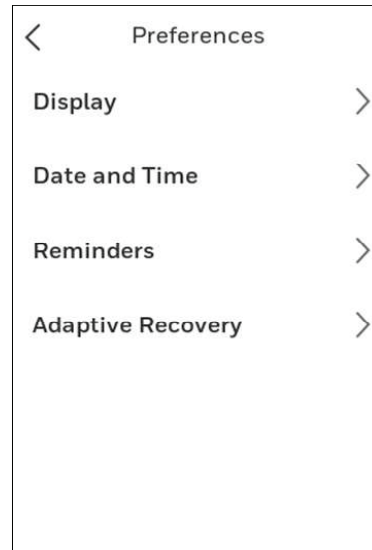 Preferences
Display
Date and Time
Reminders
Adaptive Recovery